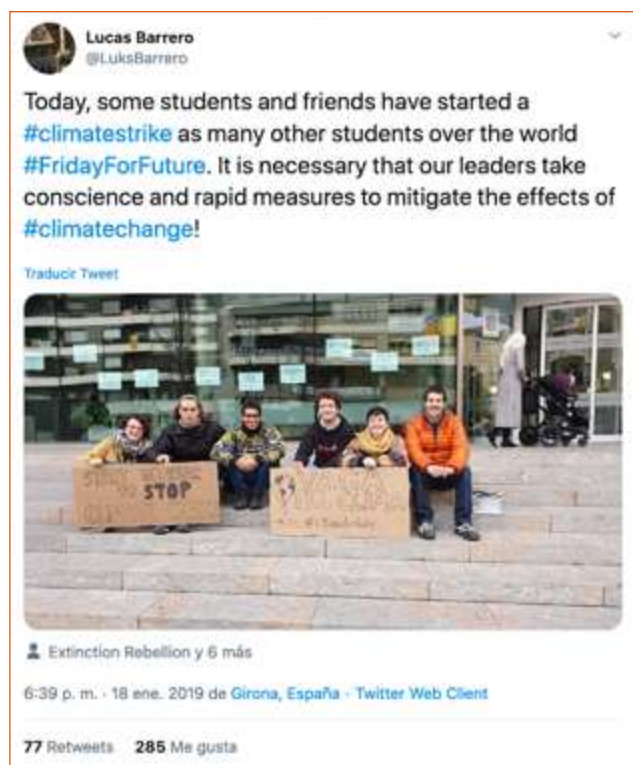 Lucas Barrero
@LuksBarrero
Today, some students and friends have started a
#climatestrike as many other students over the world
#FridayForFuture. It is necessary that our leaders take
conscience and rapid measures to mitigate the effects of
#climatechange!
Traducir Tweet
STOP
VAGA
Extinction Rebellion y 6 más
6:39 p. m. · 18 ene. 2019 de Girona, España · Twitter Web Client
77 Retweets 285 Me gusta